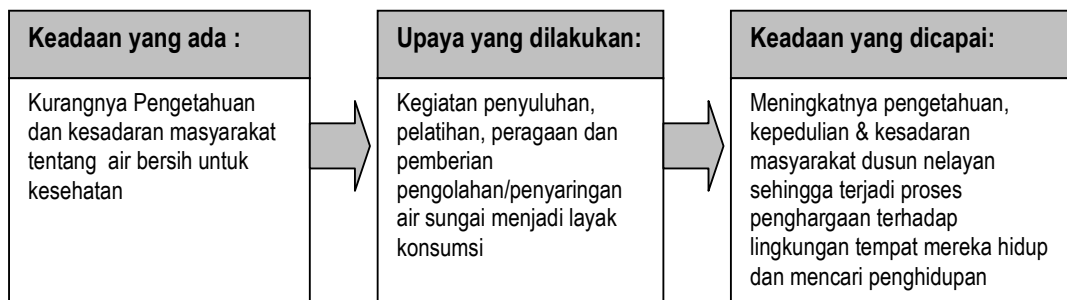 Keadaan yang ada :
Kurangnya Pengetahuan
dan kesadaran masyarakat
tentang air bersih untuk
kesehatan
Upaya yang dilakukan:
Kegiatan penyuluhan,
pelatihan, peragaan dan
pemberian
pengolahan/penyaringan
air sungai menjadi layak
konsumsi
Keadaan yang dicapai:
Meningkatnya pengetahuan,
kepedulian & kesadaran
masyarakat dusun nelayan
sehingga terjadi proses
penghargaan terhadap
lingkungan tempat mereka hidup
dan mencari penghidupan